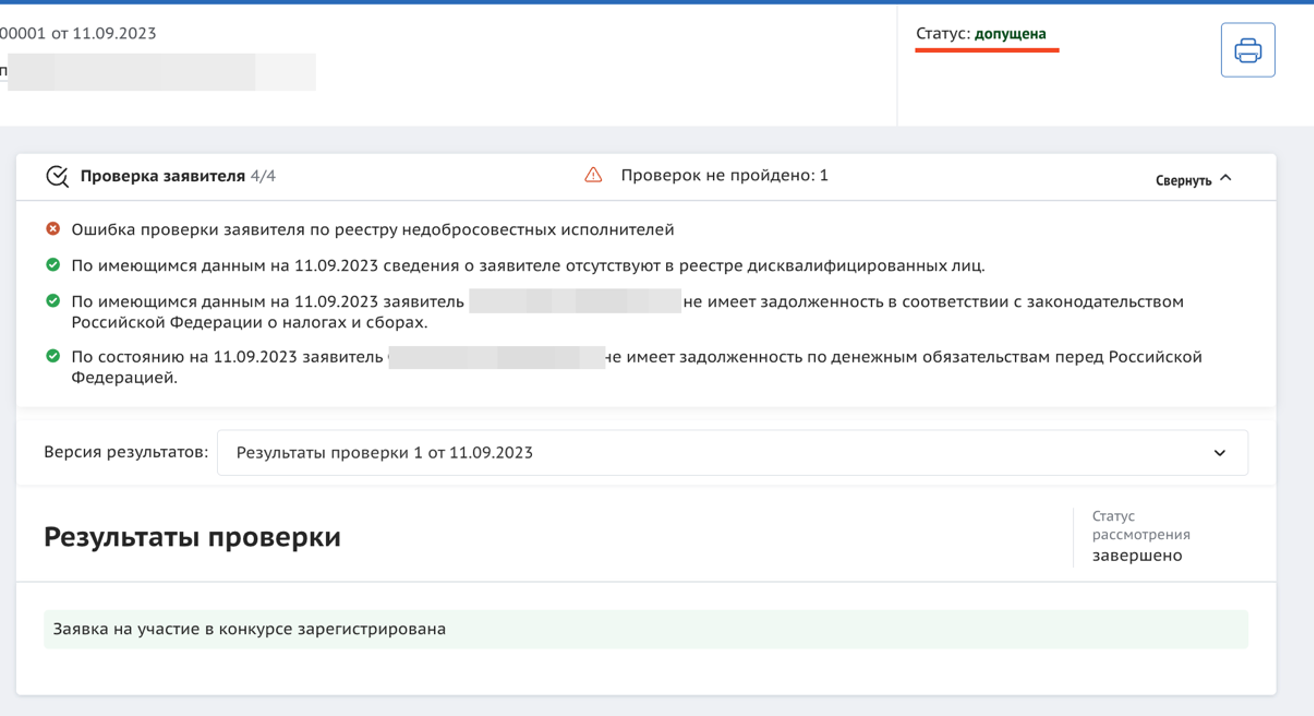 00001 от 11.09.2023
Статус: допущена
Проверка заявителя 4/4
Проверок не пройдено: 1
Свернуть
Ошибка проверки заявителя по реестру недобросовестных исполнителей
По имеющимся данным на 11.09.2023 сведения о заявителе отсутствуют в реестре дисквалифицированных лиц.
По имеющимся данным на 11.09.2023 заявитель не имеет задолженность в соответствии с законодательством
Российской Федерации о налогах и сборах.
По состоянию на 11.09.2023 заявитель не имеет задолженность по денежным обязательствам перед Российской
Федерацией.
Версия результатов:
Результаты проверки 1 от 11.09.2023
Результаты проверки
Статус
рассмотрения
завершено
Заявка на участие в конкурсе зарегистрирована